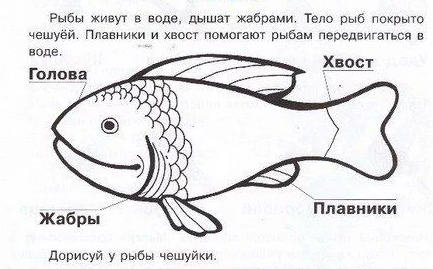 Рыбы живут в воде, дышат жабрами. Тело рыб покрыто
чешуёй. Плавники и хвост помогают рыбам передвигаться в
воде.
Хвост
Голова
Жабры
Плавники
Дорисуй у рыбы чешуйки.